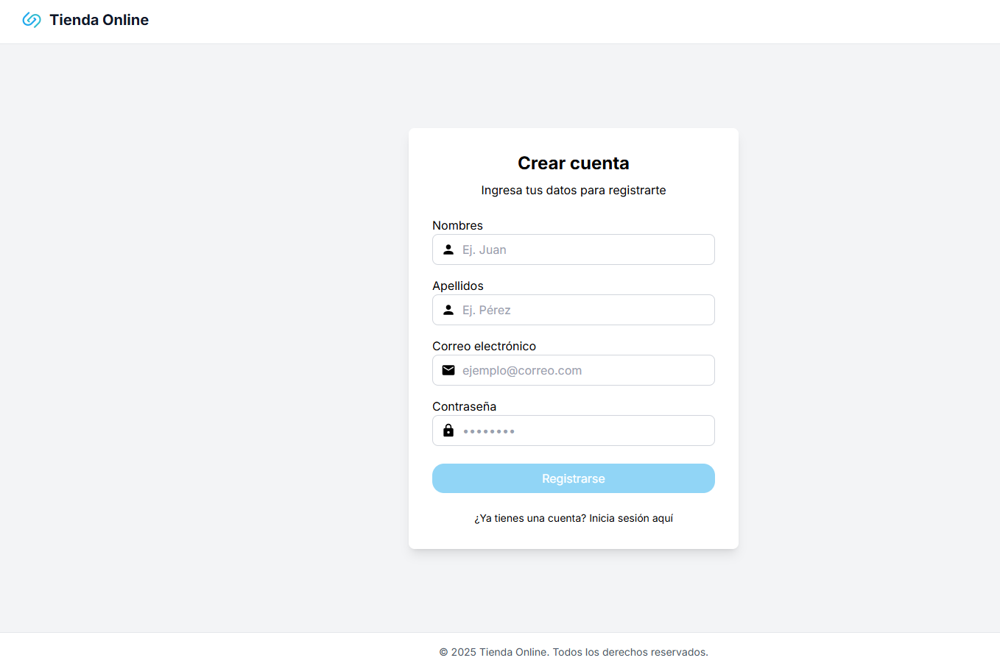 Tienda Online
Crear cuenta
Ingresa tus datos para registrarte
Nombres
Ej. Juan
Apellidos
Ej. Pérez
Correo electrónico
ejemplo@correo.com
Contraseña
••••••••
Registrarse
¿Ya tienes una cuenta? Inicia sesión aquí
© 2025 Tienda Online. Todos los derechos reservados.